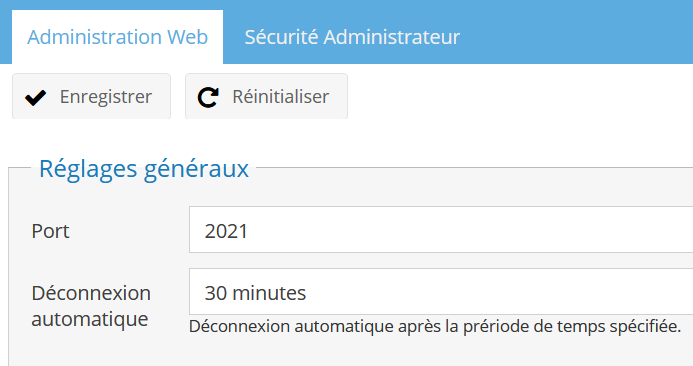 Administration Web Sécurité Administrateur
Enregistrer Réinitialiser
Réglages généraux
Port 2021
Déconnexion automatique 30 minutes
Déconnexion automatique après la prériode de temps spécifiée.